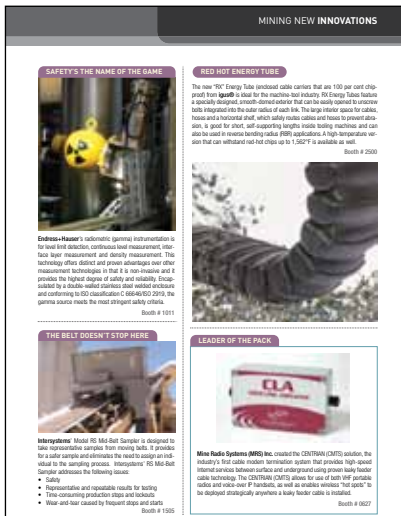 MINING NEW INNOVATIONS
SAFETY'S THE NAME OF THE GAME
Endress+Hauser's radiometric (gamma) instrumentation is
for level limit detection, continuous level measurement, inter-
face layer measurement and density measurement. This
technology offers distinct and proven advantages over other
measurement technologies in that it is non-invasive and it
provides the highest degree of safety and reliability. Encap-
sulated by a double-walled stainless steel welded enclosure
and conforming to ISO classification C 66646/ISO 2919, the
gamma source meets the most stringent safety criteria.
Booth # 1011
THE BELT DOESN'T STOP HERE
Intersystems' Model RS Mid-Belt Sampler is designed to
take representative samples from moving belts. It provides
for a safer sample and eliminates the need to assign an indi-
vidual to the sampling process. Intersystems' RS Mid-Belt
Sampler addresses the following issues:
• Safety
• Representative and repeatable results for testing
• Time-consuming production stops and lockouts
• Wear-and-tear caused by frequent stops and starts
Booth # 1505
RED HOT ENERGY TUBE
The new "RX" Energy Tube (enclosed cable carriers that are 100 per cent chip-
proof) from igus® is ideal for the machine-tool industry. RX Energy Tubes feature
a specially designed, smooth-domed exterior that can be easily opened to unscrew
bolts integrated into the outer radius of each link. The large interior space for cables,
hoses and a horizontal shelf, which safely routes cables and hoses to prevent abra-
sion, is good for short, self-supporting lengths inside tooling machines and can
also be used in reverse bending radius (RBR) applications. A high-temperature ver-
sion that can withstand red-hot chips up to 1,562°F is available as well.
Booth # 2500
LEADER OF THE PACK
CLA
Mine Radio Systems (MRS) Inc. created the CENTRIAN (CMTS) solution, the
industry's first cable modem termination system that provides high-speed
Internet services between surface and underground using proven leaky feeder
cable technology. The CENTRIAN (CMTS) allows for use of both VHF portable
radios and voice-over IP handsets, as well as enables wireless "hot spots" to
be deployed strategically anywhere a leaky feeder cable is installed.
Booth # 0627